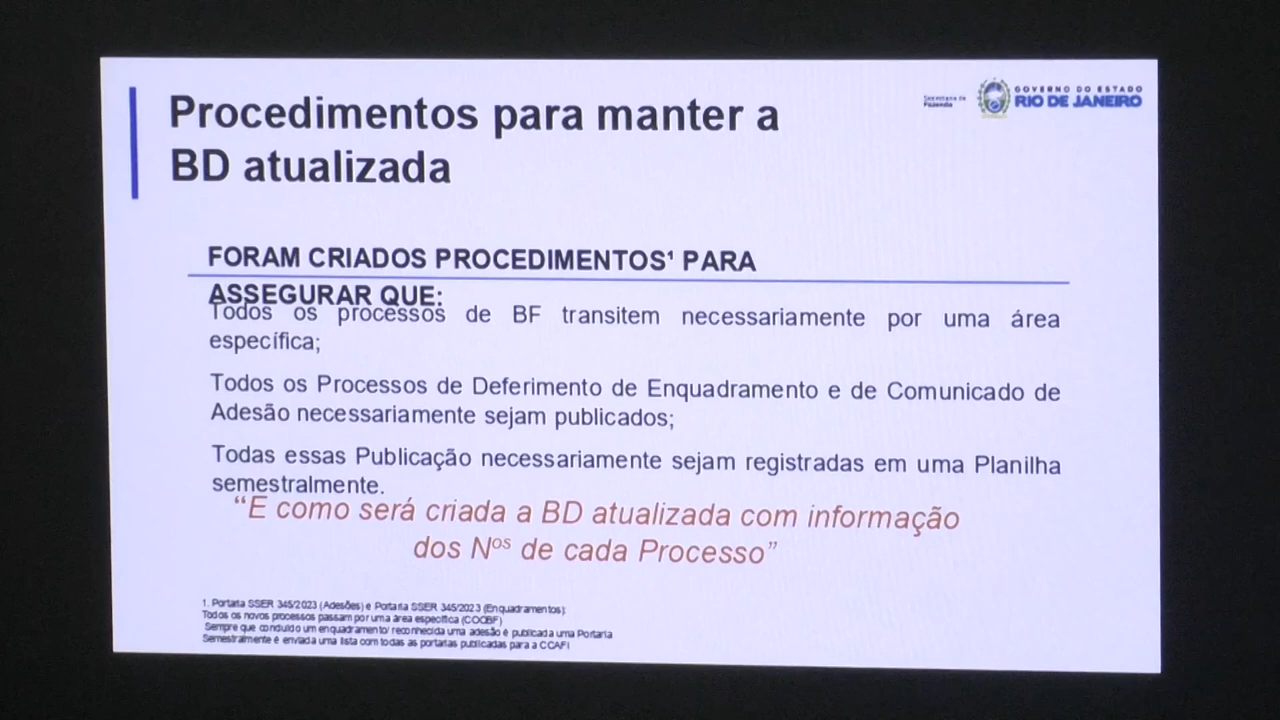 Procedimentos para manter a
BD atualizada
Secretaria de
Fazenda
GOVERNO DO ESTADO
RIO DE JANEIRO
FORAM CRIADOS PROCEDIMENTOS¹ PARA
ASSEGURAR QUE:
Todos os processos de BF transitem necessariamente por uma área
específica;
Todos os Processos de Deferimento de Enquadramento e de Comunicado de
Adesão necessariamente sejam publicados;
Todas essas Publicação necessariamente sejam registradas em uma Planilha
semestralmente.
“E como será criada a BD atualizada com informação
dos Nºs de cada Processo”
1. Portaria SSER 345/2023 (Adesões) e Portaria SSER 345/2023 (Enquadramentos):
Todos os novos processos passam por uma área específica (COCBF)
Sempre que concluído um enquadramento/ reconhecida uma adesão é publicada uma Portaria
Semestralmente é enviada uma lista com todas as portarias publicadas para a CCAFI